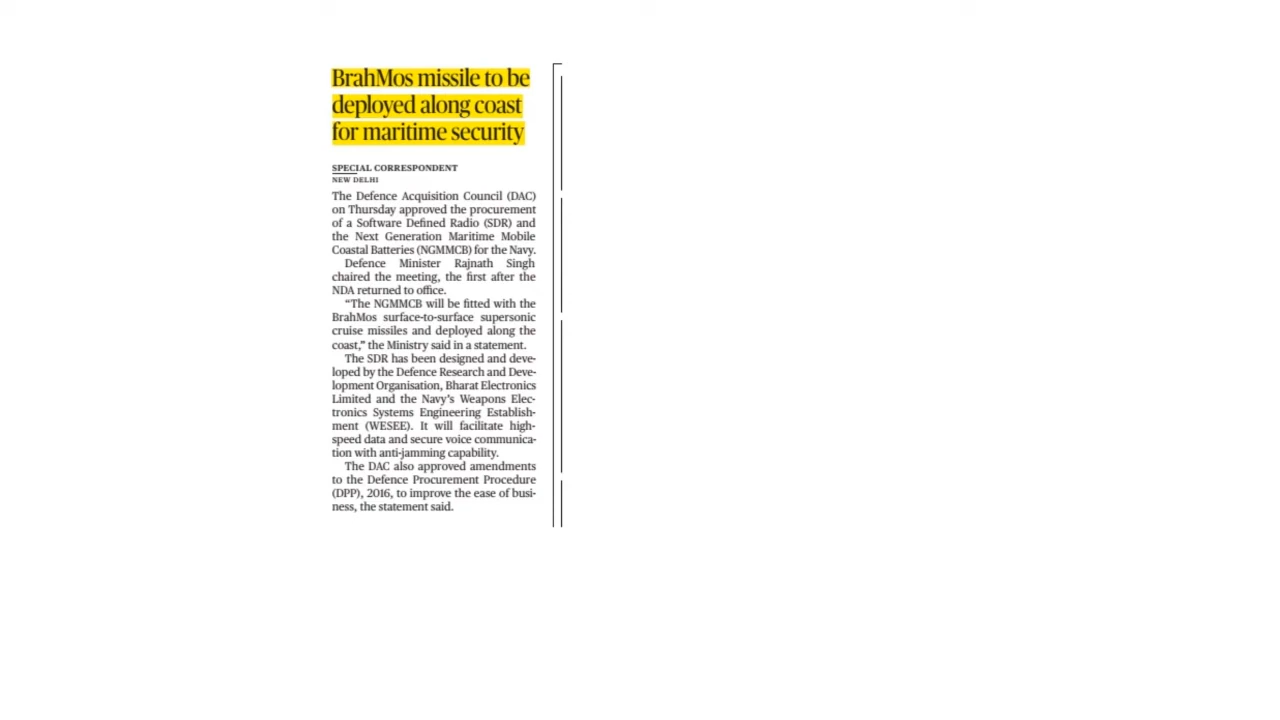 BrahMos missile to be
deployed along coast
for maritime security
SPECIAL CORRESPONDENT
NEW DELHI
The Defence Acquisition Council (DAC)
on Thursday approved the procurement
of a Software Defined Radio (SDR) and
the Next Generation Maritime Mobile
Coastal Batteries (NGMMCB) for the Navy.
Defence Minister Rajnath Singh
chaired the meeting, the first after the
NDA returned to office.
“The NGMMCB will be fitted with the
BrahMos surface-to-surface supersonic
cruise missiles and deployed along the
coast,” the Ministry said in a statement.
The SDR has been designed and deve-
loped by the Defence Research and Deve-
lopment Organisation, Bharat Electronics
Limited and the Navy’s Weapons Elec-
tronics Systems Engineering Establish-
ment (WESEE). It will facilitate high-
speed data and secure voice communica-
tion with anti-jamming capability.
The DAC also approved amendments
to the Defence Procurement Procedure
(DPP), 2016, to improve the ease of busi-
ness, the statement said.